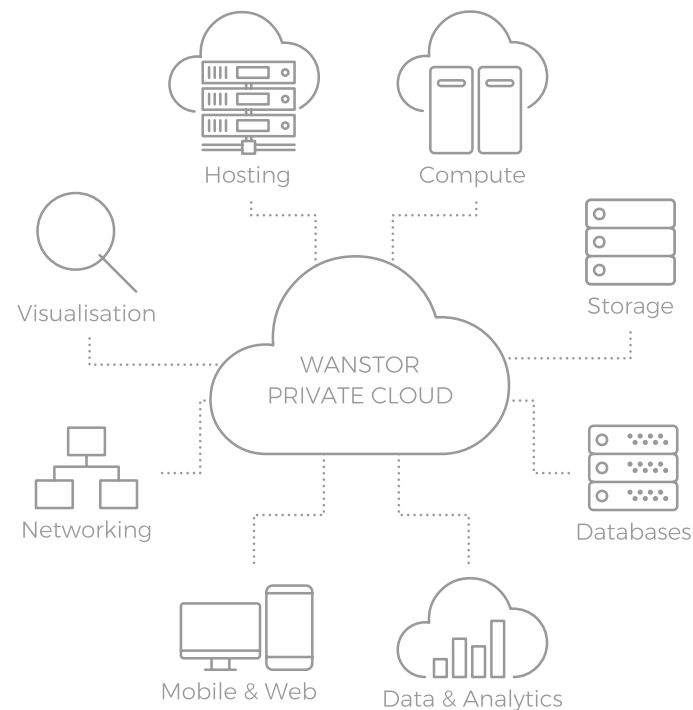 Hosting
Compute
Visualisation
Storage
WANSTOR
PRIVATE CLOUD
Networking
Databases
Mobile & Web
Data & Analytics